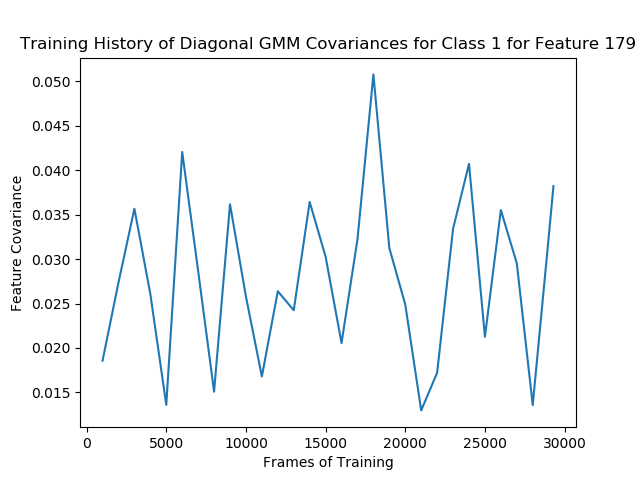 Training History of Diagonal GMM Covariances for Class 1 for Feature 179
0.050
0.045
0.040
0.035
0.030
0.025
0.020
0.015
Feature Covariance
0 5000 10000 15000 20000 25000 30000
Frames of Training